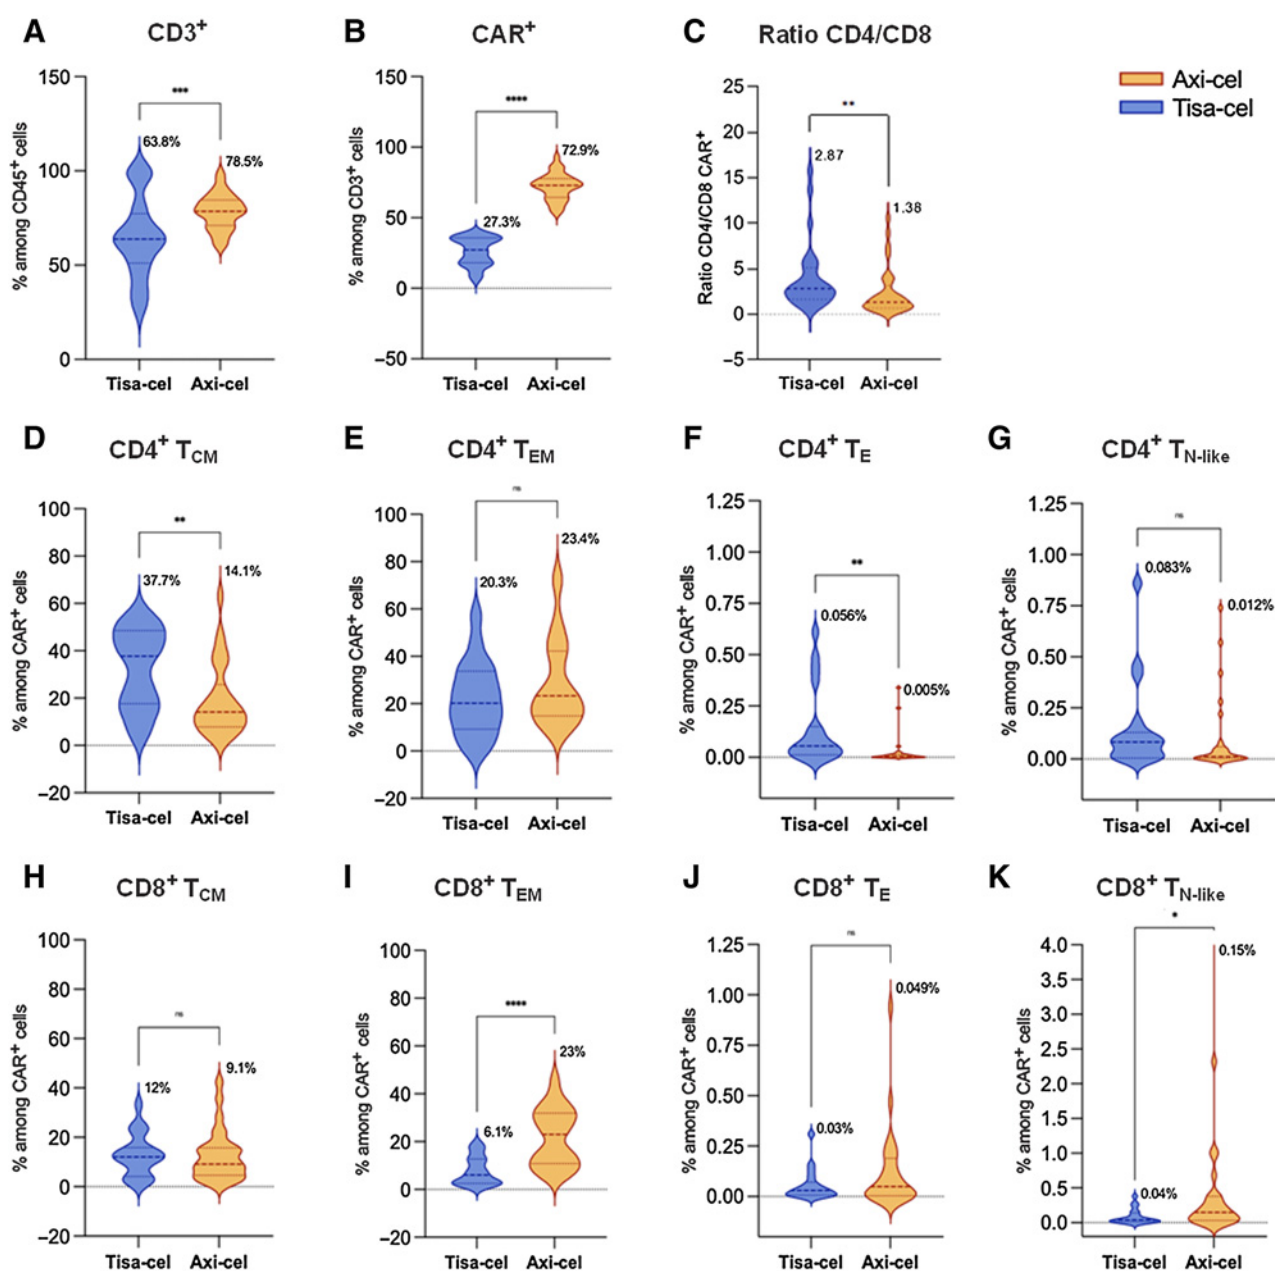 A CD3⁺
% among CD45⁺ cells
150
100
50
0
***
63.8%
78.5%
Tisa-cel Axi-cel
B CAR⁺
% among CD3⁺ cells
150
100
50
0
–50
****
27.3%
72.9%
Tisa-cel Axi-cel
C Ratio CD4/CD8
Ratio CD4/CD8 CAR⁺
25
20
15
10
5
0
–5
**
2.87
1.38
Tisa-cel Axi-cel
Axi-cel
Tisa-cel
D CD4⁺ T_CM
% among CAR⁺ cells
100
80
60
40
20
0
–20
**
37.7%
14.1%
Tisa-cel Axi-cel
E CD4⁺ T_EM
% among CAR⁺ cells
100
80
60
40
20
0
–20
ns
20.3%
23.4%
Tisa-cel Axi-cel
F CD4⁺ T_E
% among CAR⁺ cells
1.25
1.00
0.75
0.50
0.25
0.00
**
0.056%
0.005%
Tisa-cel Axi-cel
G CD4⁺ T_N-like
% among CAR⁺ cells
1.25
1.00
0.75
0.50
0.25
0.00
ns
0.083%
0.012%
Tisa-cel Axi-cel
H CD8⁺ T_CM
% among CAR⁺ cells
100
80
60
40
20
0
–20
ns
12%
9.1%
Tisa-cel Axi-cel
I CD8⁺ T_EM
% among CAR⁺ cells
100
80
60
40
20
0
–20
****
6.1%
23%
Tisa-cel Axi-cel
J CD8⁺ T_E
% among CAR⁺ cells
1.25
1.00
0.75
0.50
0.25
0.00
ns
0.03%
0.049%
Tisa-cel Axi-cel
K CD8⁺ T_N-like
% among CAR⁺ cells
4.0
3.5
3.0
2.5
2.0
1.5
1.0
0.5
0.0
*
0.04%
0.15%
Tisa-cel Axi-cel